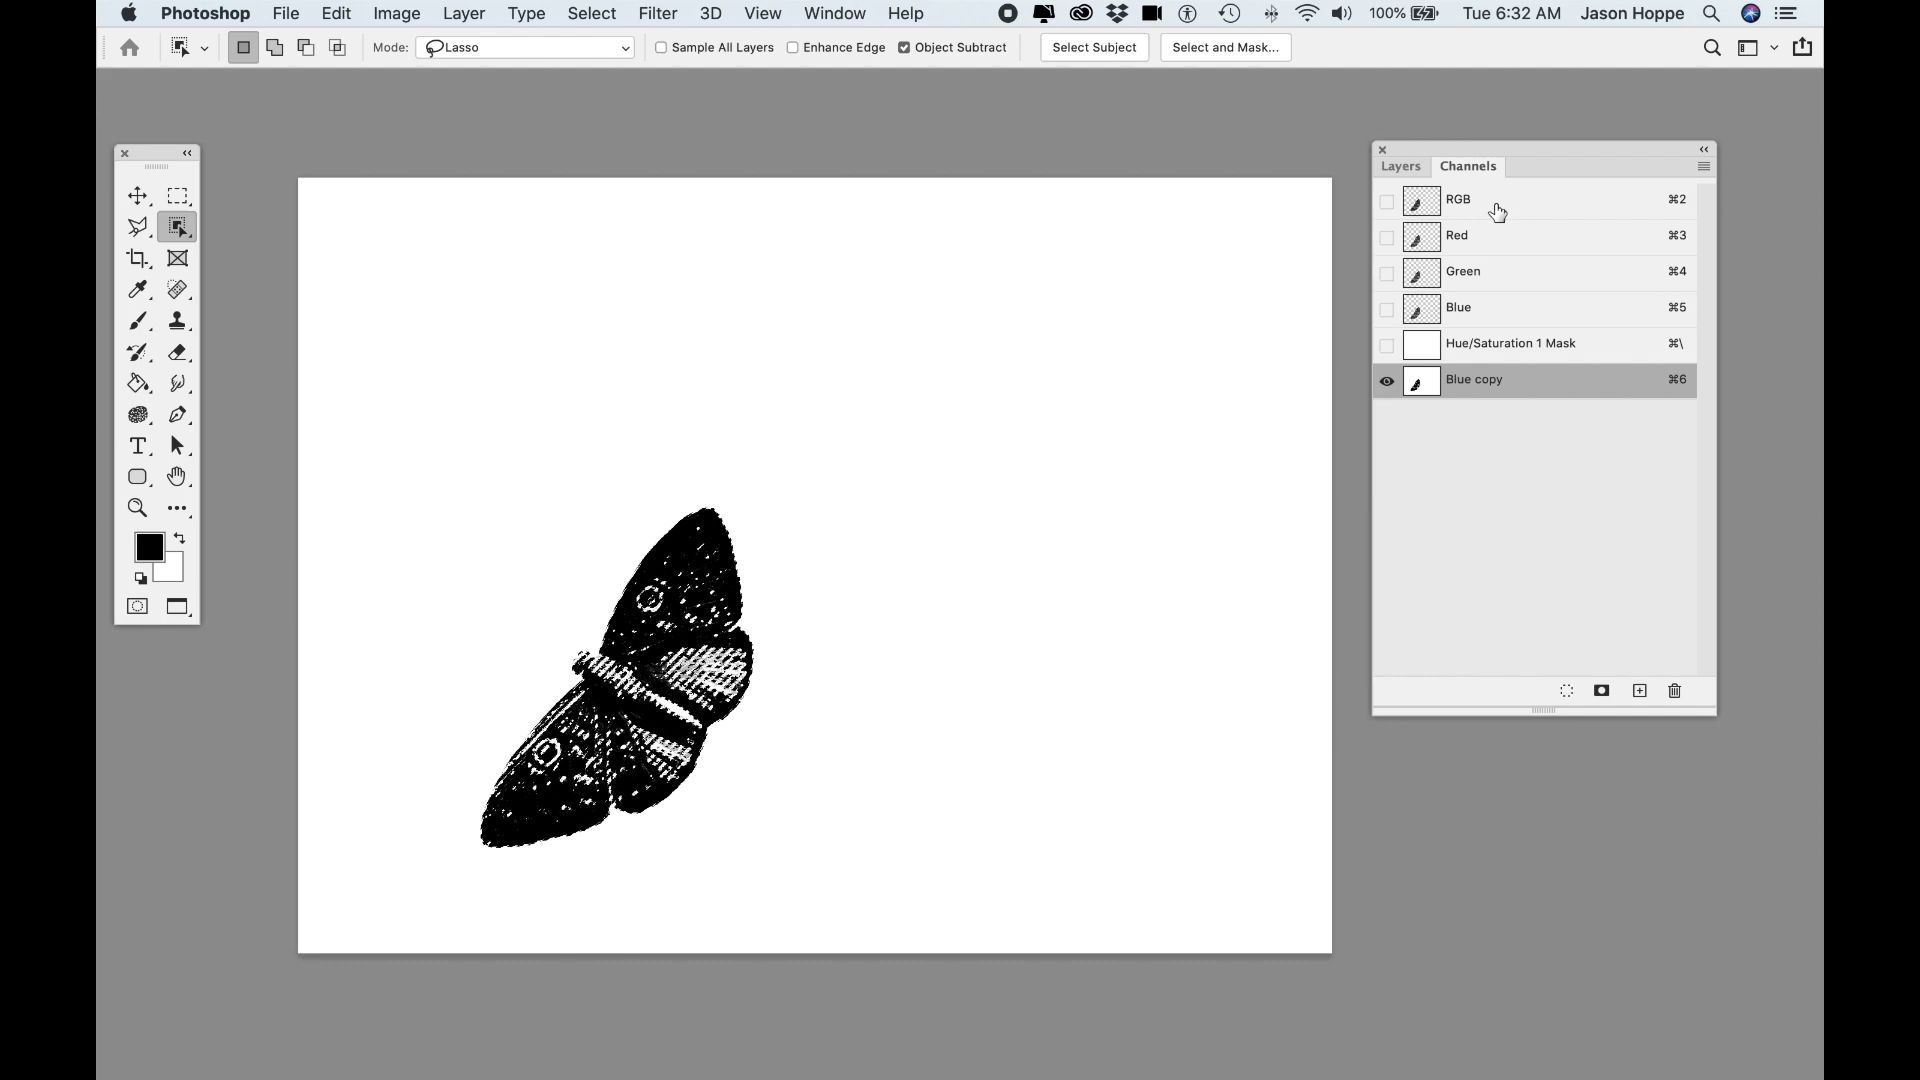 Photoshop File Edit Image Layer Type Select Filter 3D View Window Help 100% Tue 6:32 AM Jason Hoppe
Mode: Lasso Sample All Layers Enhance Edge Object Subtract Select Subject Select and Mask...
Layers Channels
RGB ⌘2
Red ⌘3
Green ⌘4
Blue ⌘5
Hue/Saturation 1 Mask ⌘\
Blue copy ⌘6